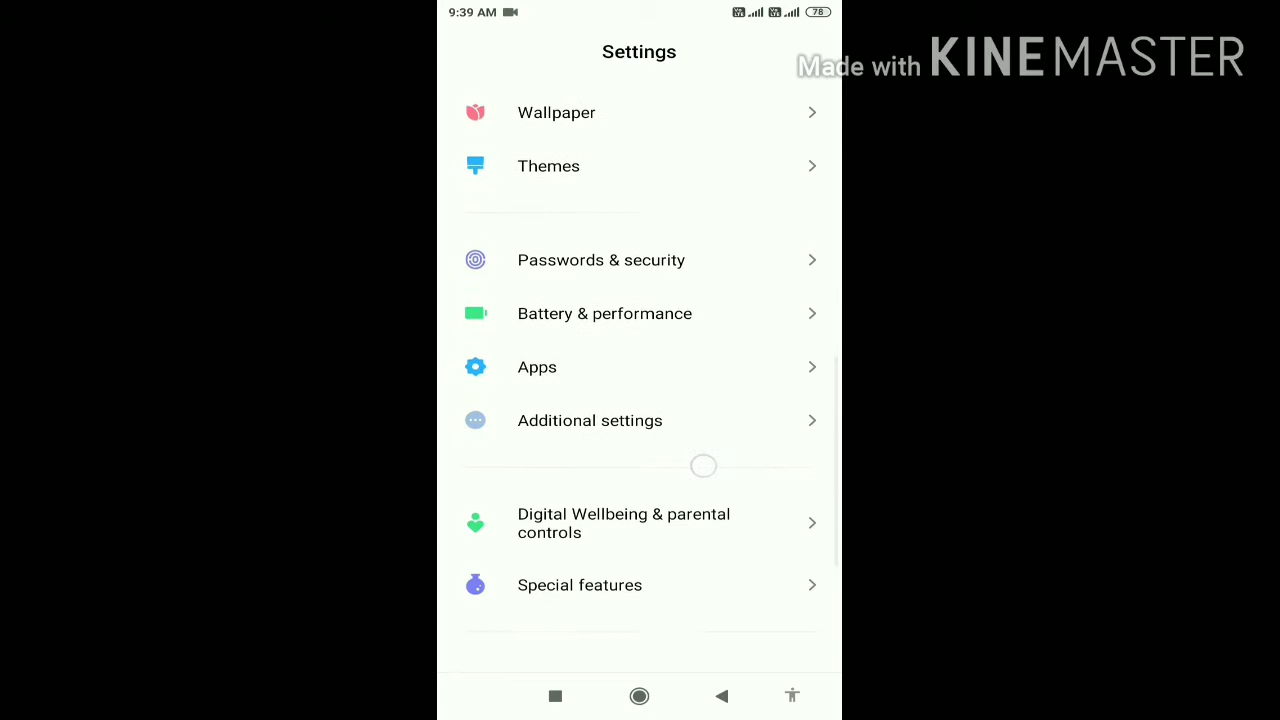 9:39 AM
78
Settings
Made with KINEMASTER
Wallpaper
Themes
Passwords & security
Battery & performance
Apps
Additional settings
Digital Wellbeing & parental
controls
Special features